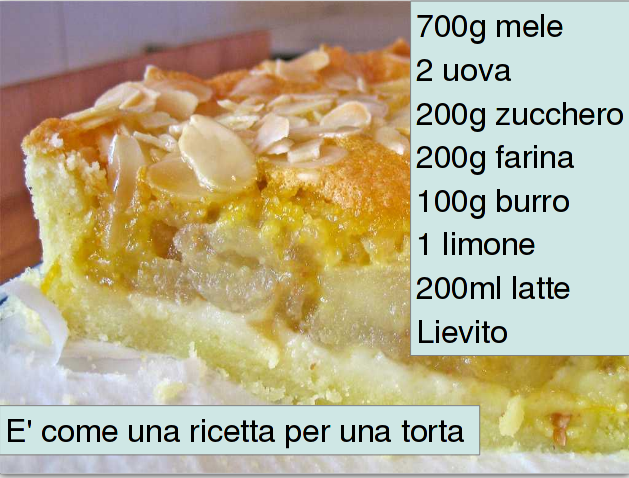 700g mele
2 uova
200g zucchero
200g farina
100g burro
1 limone
200ml latte
Lievito
E' come una ricetta per una torta